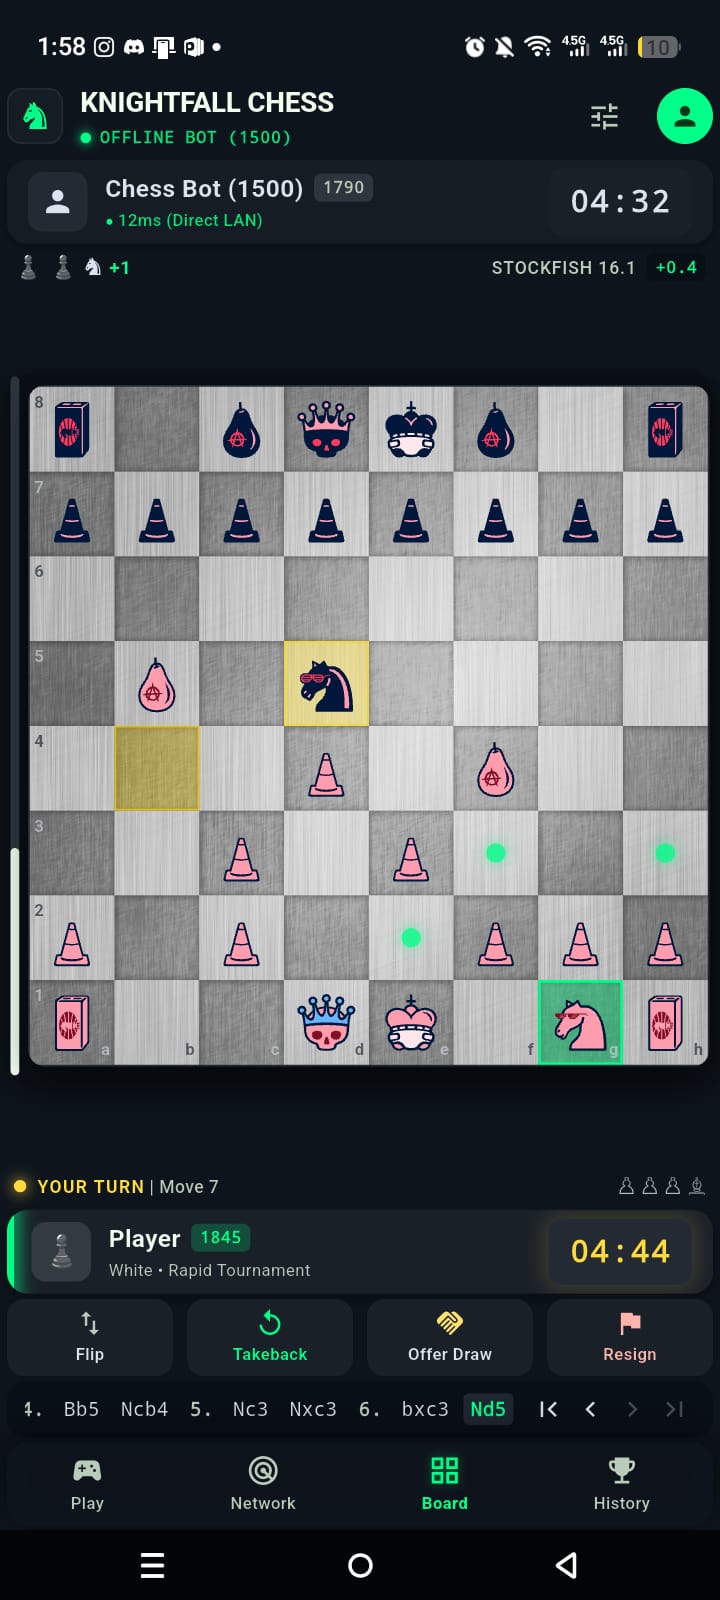 1:58 4.5G 4.5G 10
KNIGHTFALL CHESS
OFFLINE BOT (1500)
Chess Bot (1500) 1790
• 12ms (Direct LAN)
04:32
+1
STOCKFISH 16.1 +0.4
8
7
6
5
4
3
2
1
a b c d e f g h
YOUR TURN | Move 7
Player 1845
White • Rapid Tournament
04:44
Flip Takeback Offer Draw Resign
4. Bb5 Ncb4 5. Nc3 Nxc3 6. bxc3 Nd5
Play Network Board History